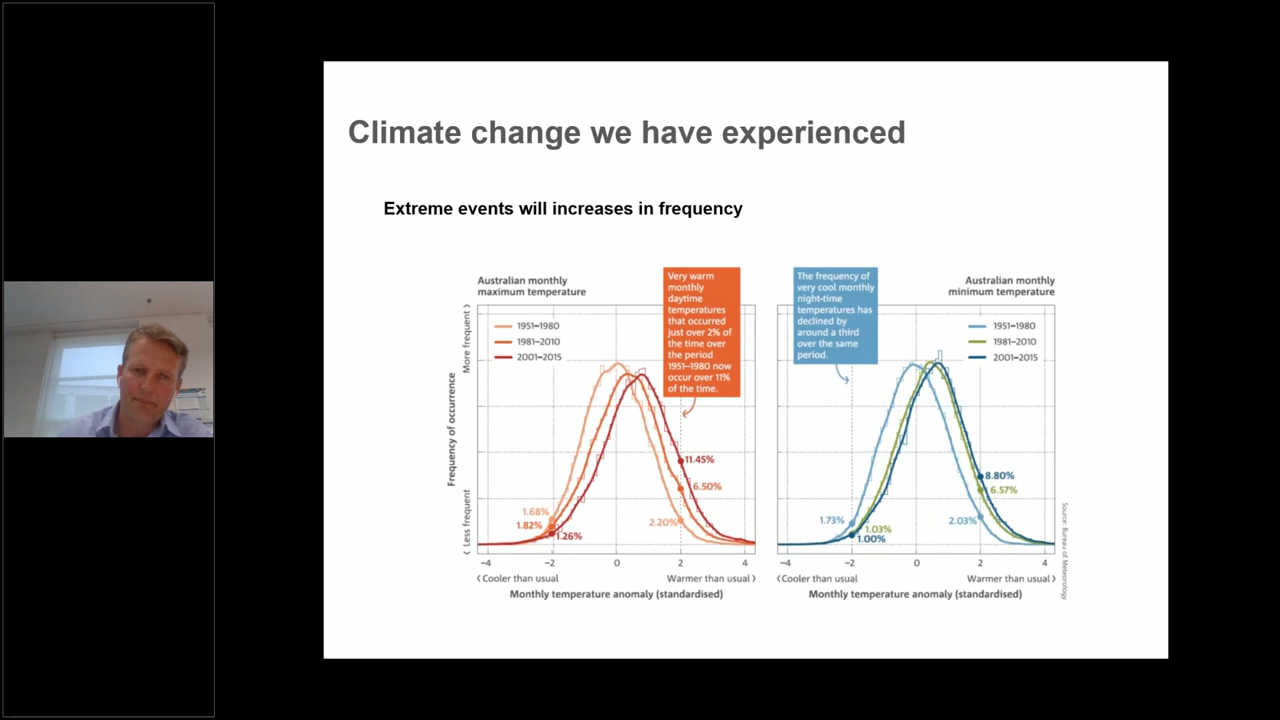 Climate change we have experienced
Extreme events will increases in frequency
Australian monthly
maximum temperature
Very warm
monthly
daytime
temperatures
that occurred
just over 2% of
the time over
the period
1951–1980 now
occur over 11%
of the time.
1951–1980
1981–2010
2001–2015
More frequent >
Frequency of occurrence
< Less frequent
11.45%
6.50%
2.20%
1.68%
1.82%
1.26%
−4
−2
0
2
4
< Cooler than usual
Warmer than usual >
Monthly temperature anomaly (standardised)
The frequency of
very cool monthly
night-time
temperatures has
declined by
around a third
over the same
period.
Australian monthly
minimum temperature
1951–1980
1981–2010
2001–2015
8.80%
6.57%
2.03%
1.73%
1.03%
1.00%
−4
−2
0
2
4
< Cooler than usual
Warmer than usual >
Monthly temperature anomaly (standardised)
Source: Bureau of Meteorology